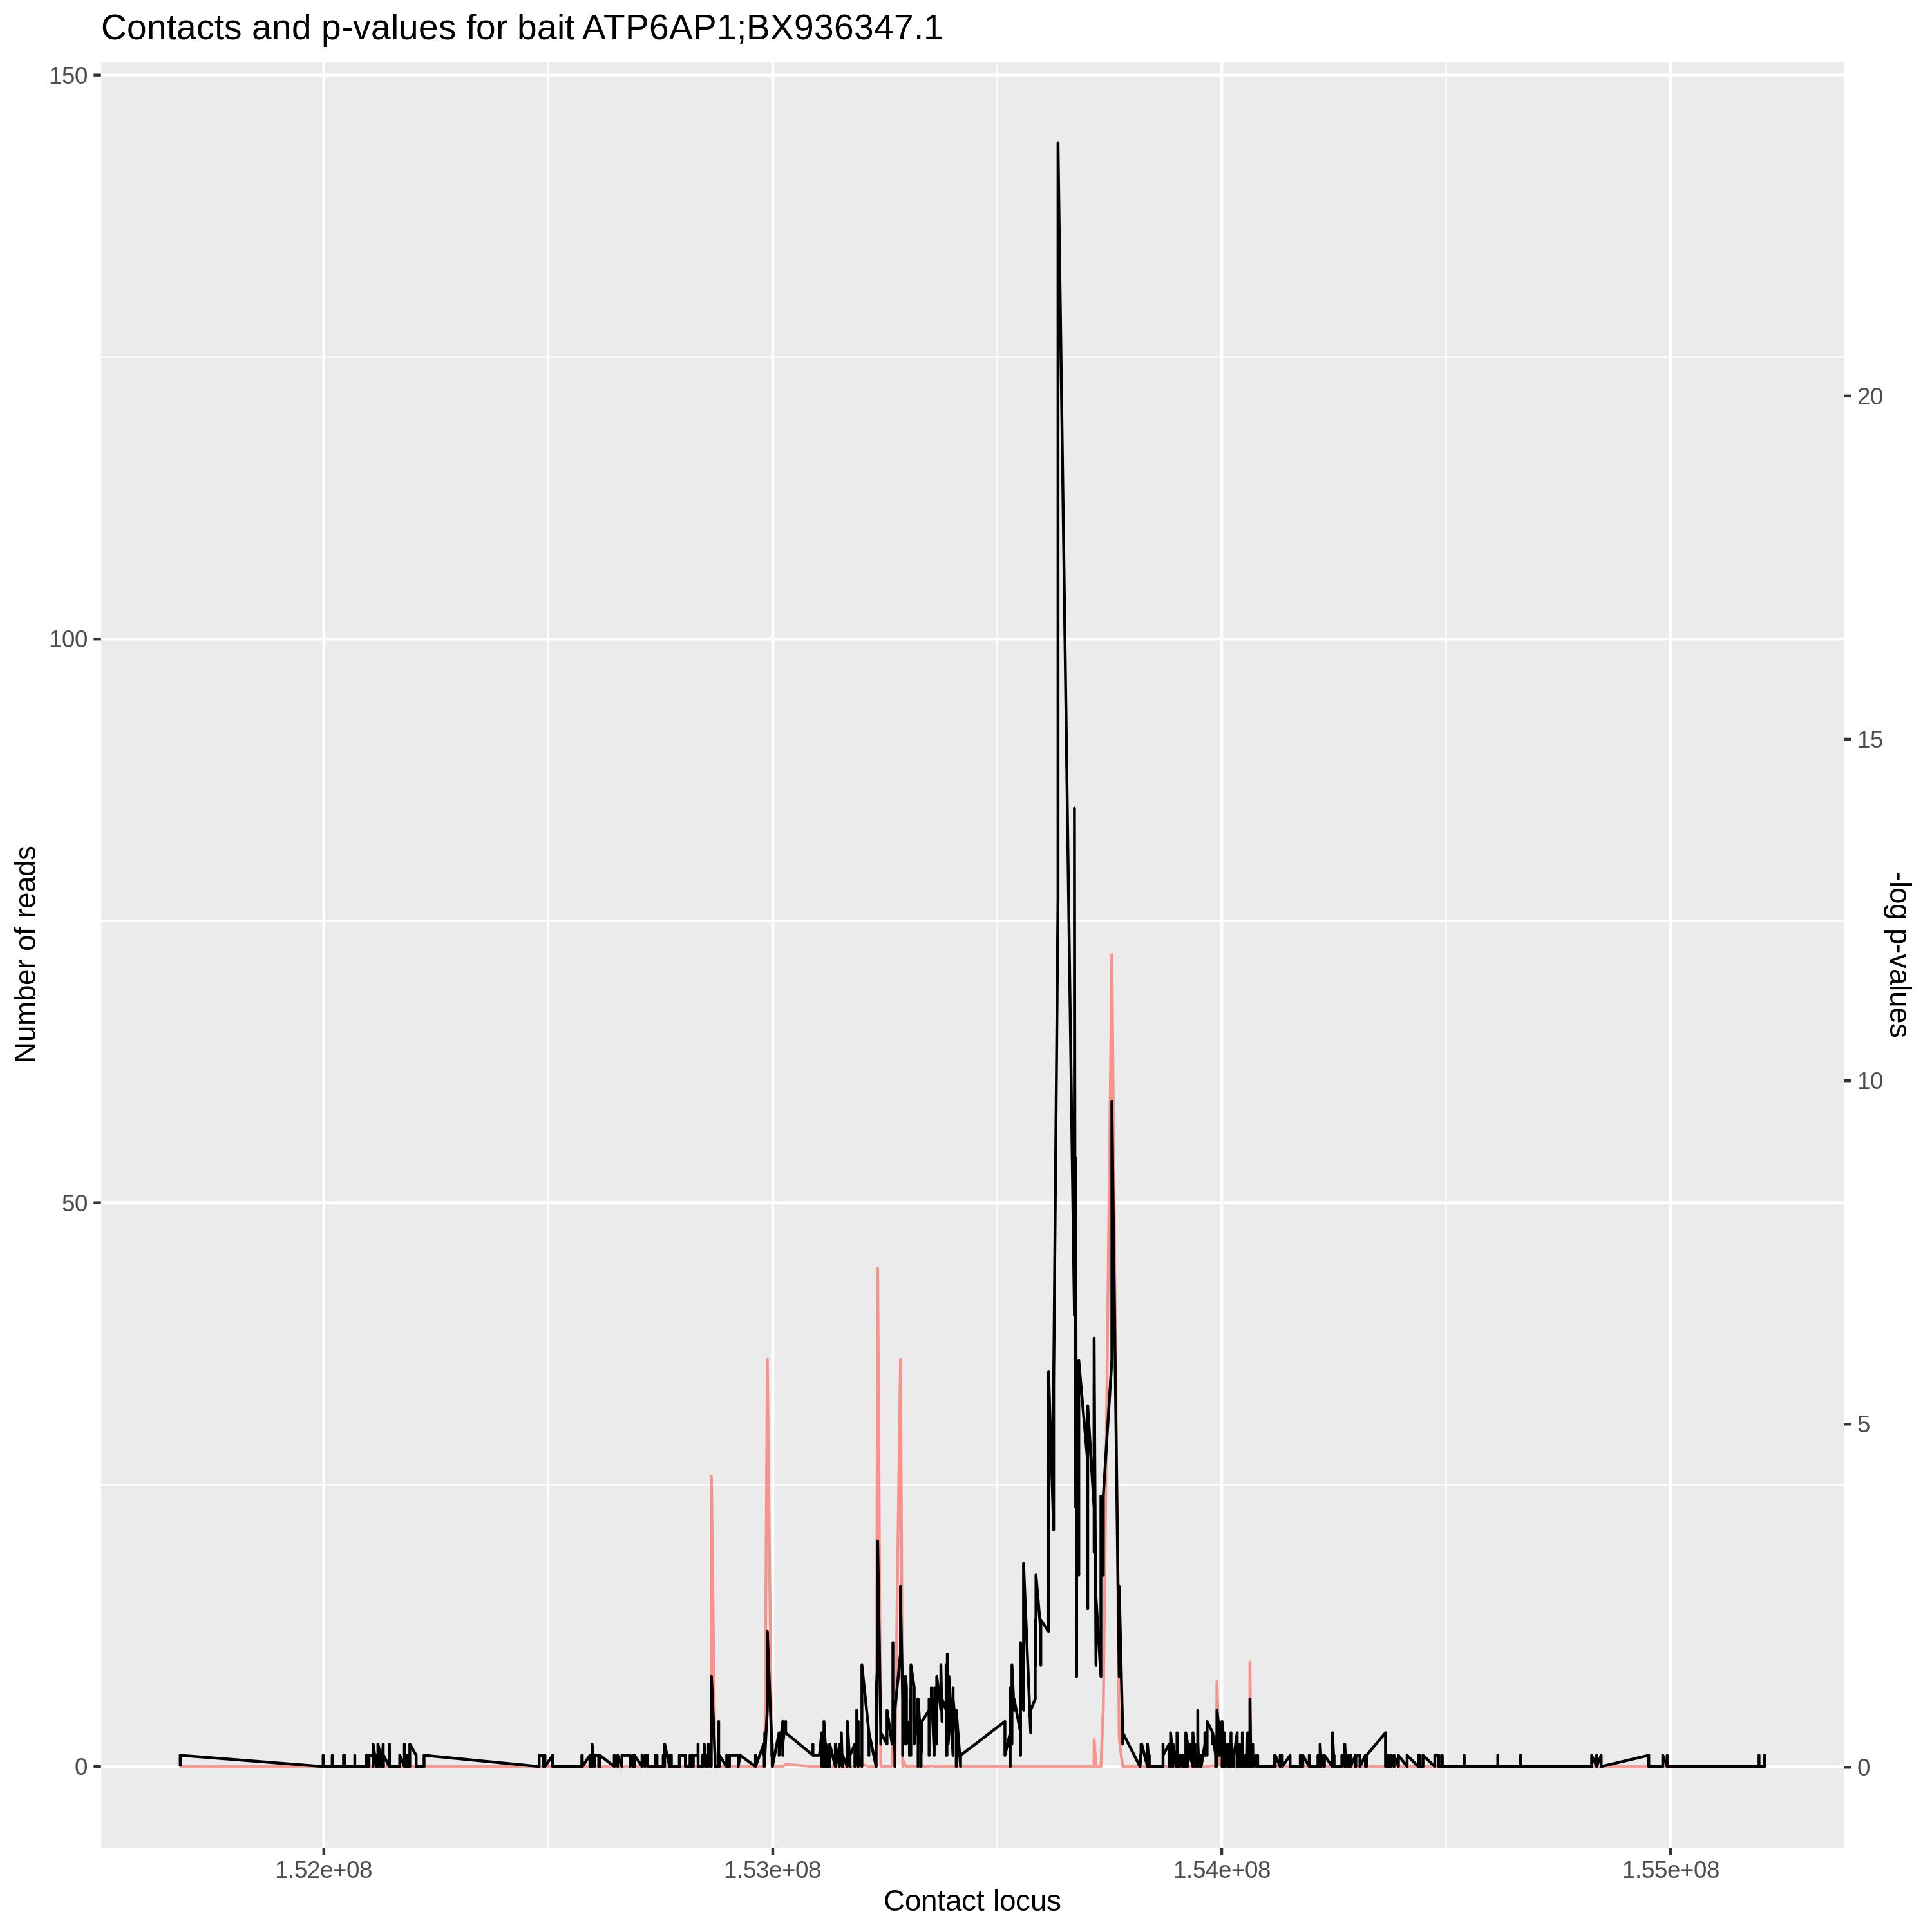 Contacts and p-values for bait ATP6AP1;BX936347.1
150
100
50
0
Number of reads
20
15
10
5
0
-log p-values
1.52e+08
1.53e+08
1.54e+08
1.55e+08
Contact locus